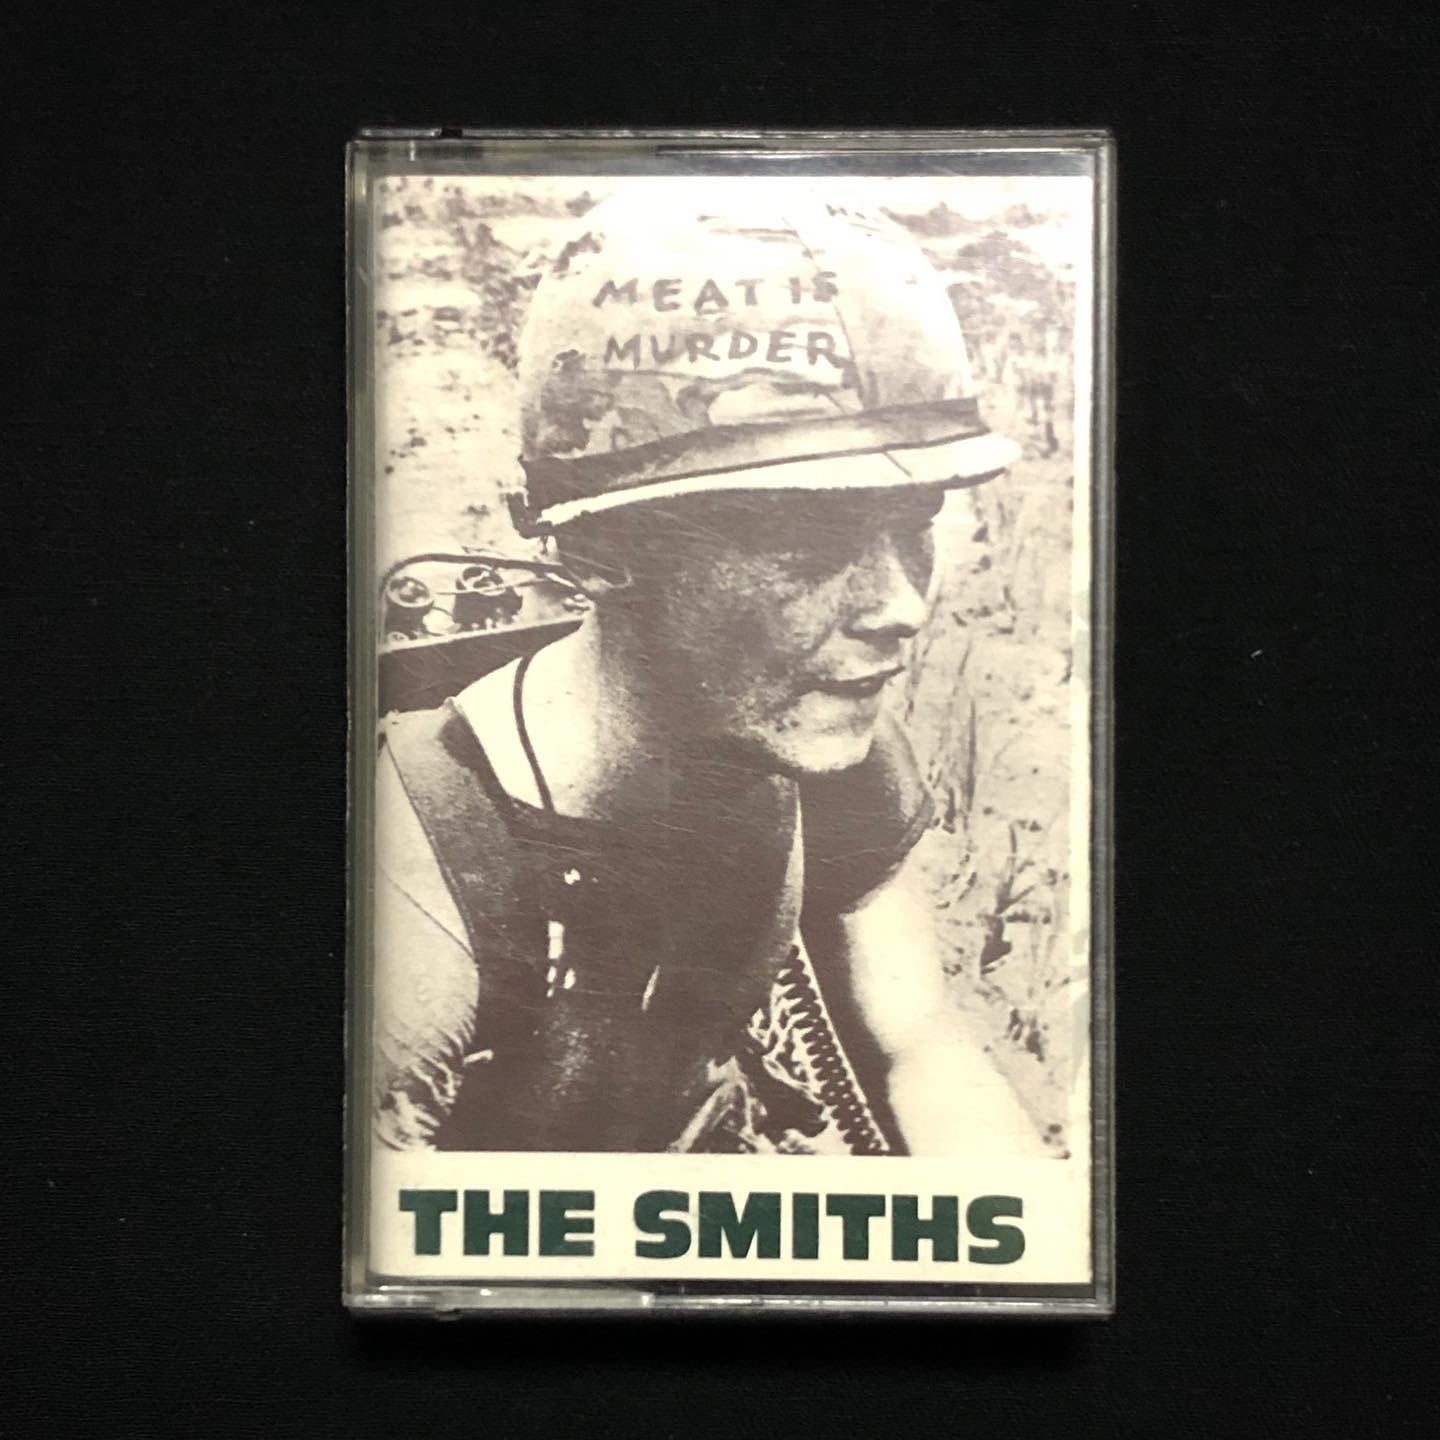 MEAT IS
MURDER
THE SMITHS